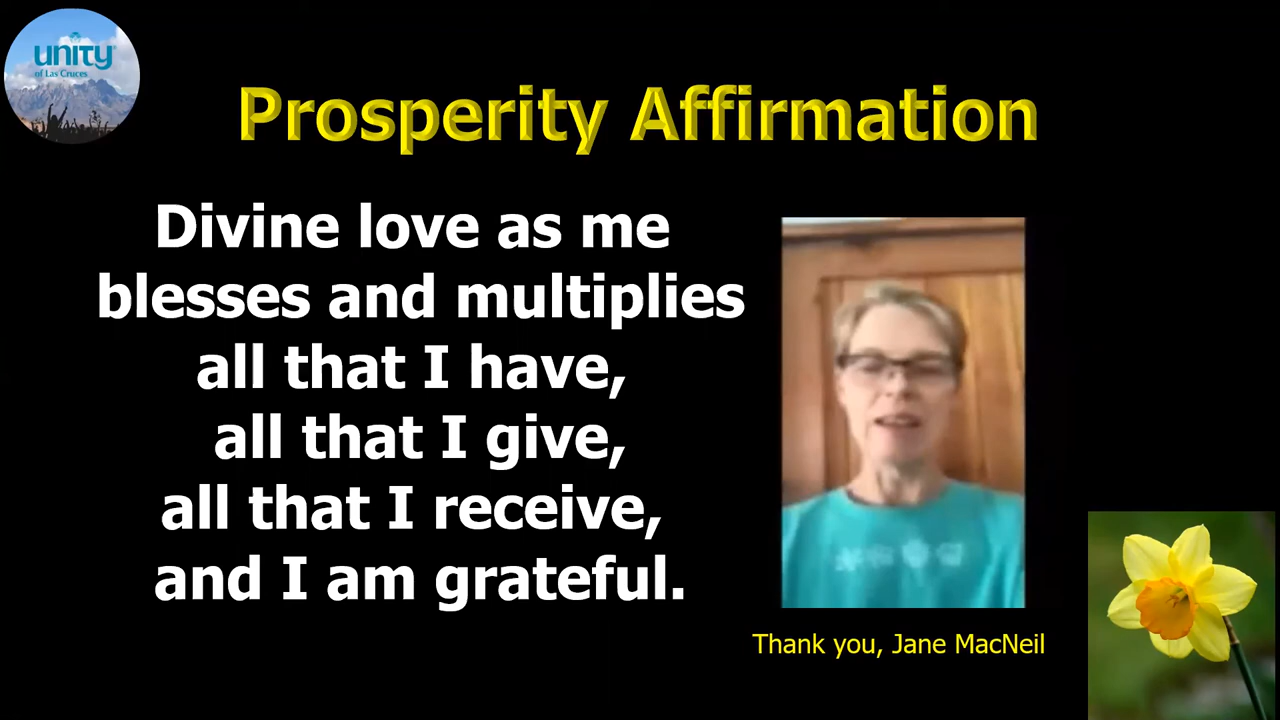 unity
of Las Cruces
Prosperity Affirmation
Divine love as me
blesses and multiplies
all that I have,
all that I give,
all that I receive,
and I am grateful.
Thank you, Jane MacNeil